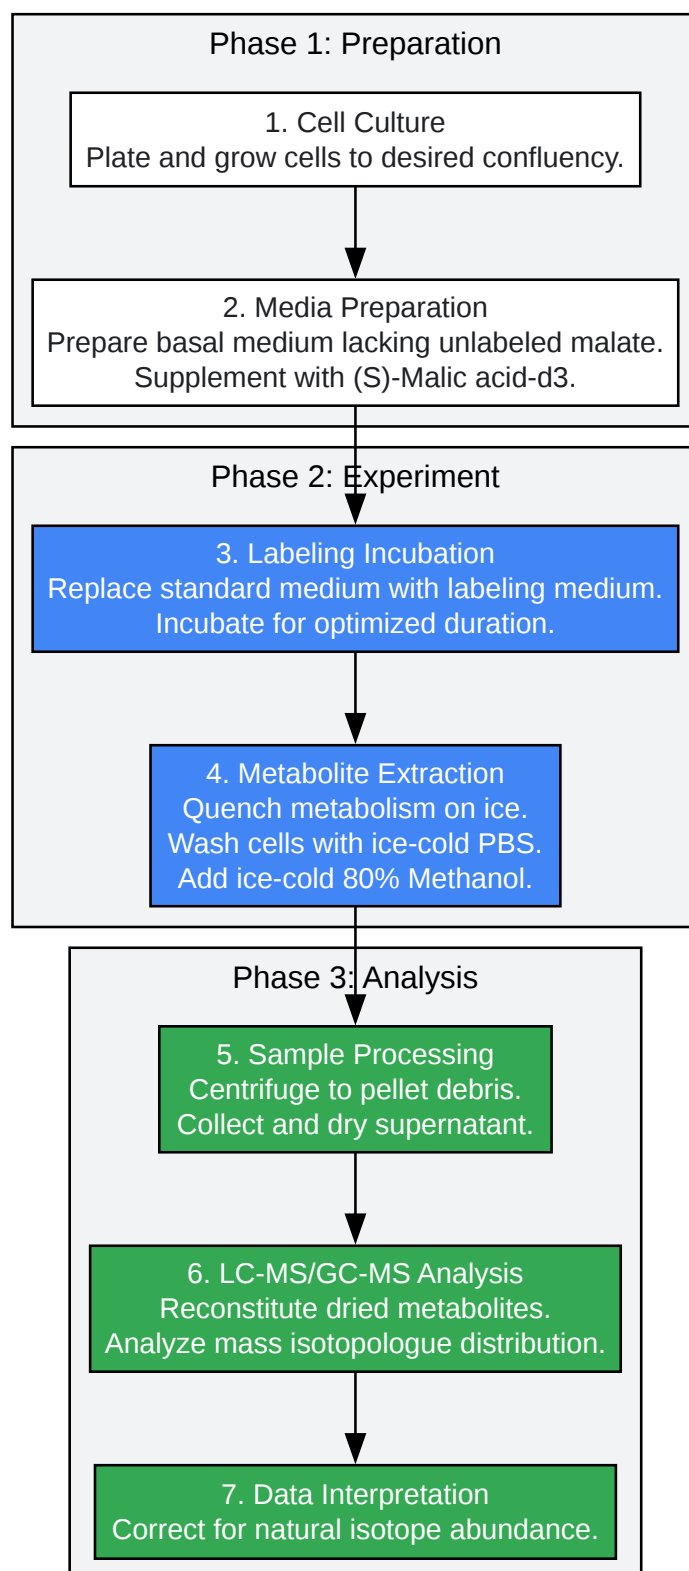 Phase 1: Preparation
1. Cell Culture
Plate and grow cells to desired confluency.
2. Media Preparation
Prepare basal medium lacking unlabeled malate.
Supplement with (S)-Malic acid-d3.
Phase 2: Experiment
3. Labeling Incubation
Replace standard medium with labeling medium.
Incubate for optimized duration.
4. Metabolite Extraction
Quench metabolism on ice.
Wash cells with ice-cold PBS.
Add ice-cold 80% Methanol.
Phase 3: Analysis
5. Sample Processing
Centrifuge to pellet debris.
Collect and dry supernatant.
6. LC-MS/GC-MS Analysis
Reconstitute dried metabolites.
Analyze mass isotopologue distribution.
7. Data Interpretation
Correct for natural isotope abundance.